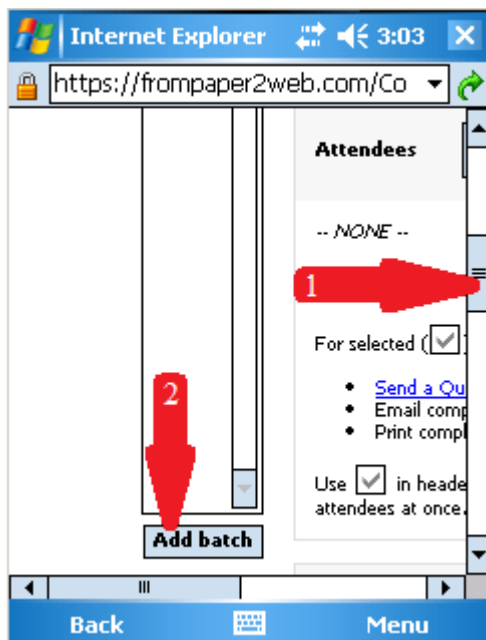 Internet Explorer 3:03
https://frompaper2web.com/Co
Attendees
-- NONE --
1
For selected (
2
Send a Qu
Email comp
Print compl
Use in heade
attendees at once.
Add batch
Back Menu